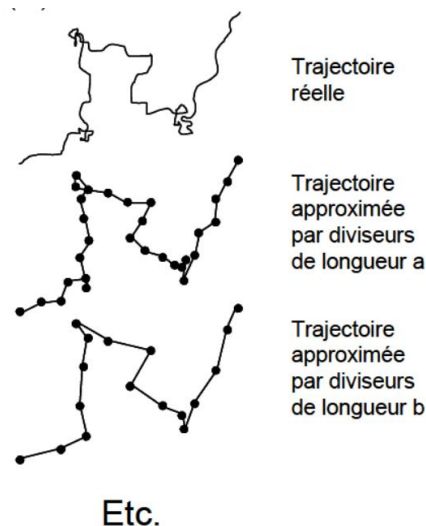 Trajectoire
réelle
Trajectoire
approximée
par diviseurs
de longueur a
Trajectoire
approximée
par diviseurs
de longueur b
Etc.